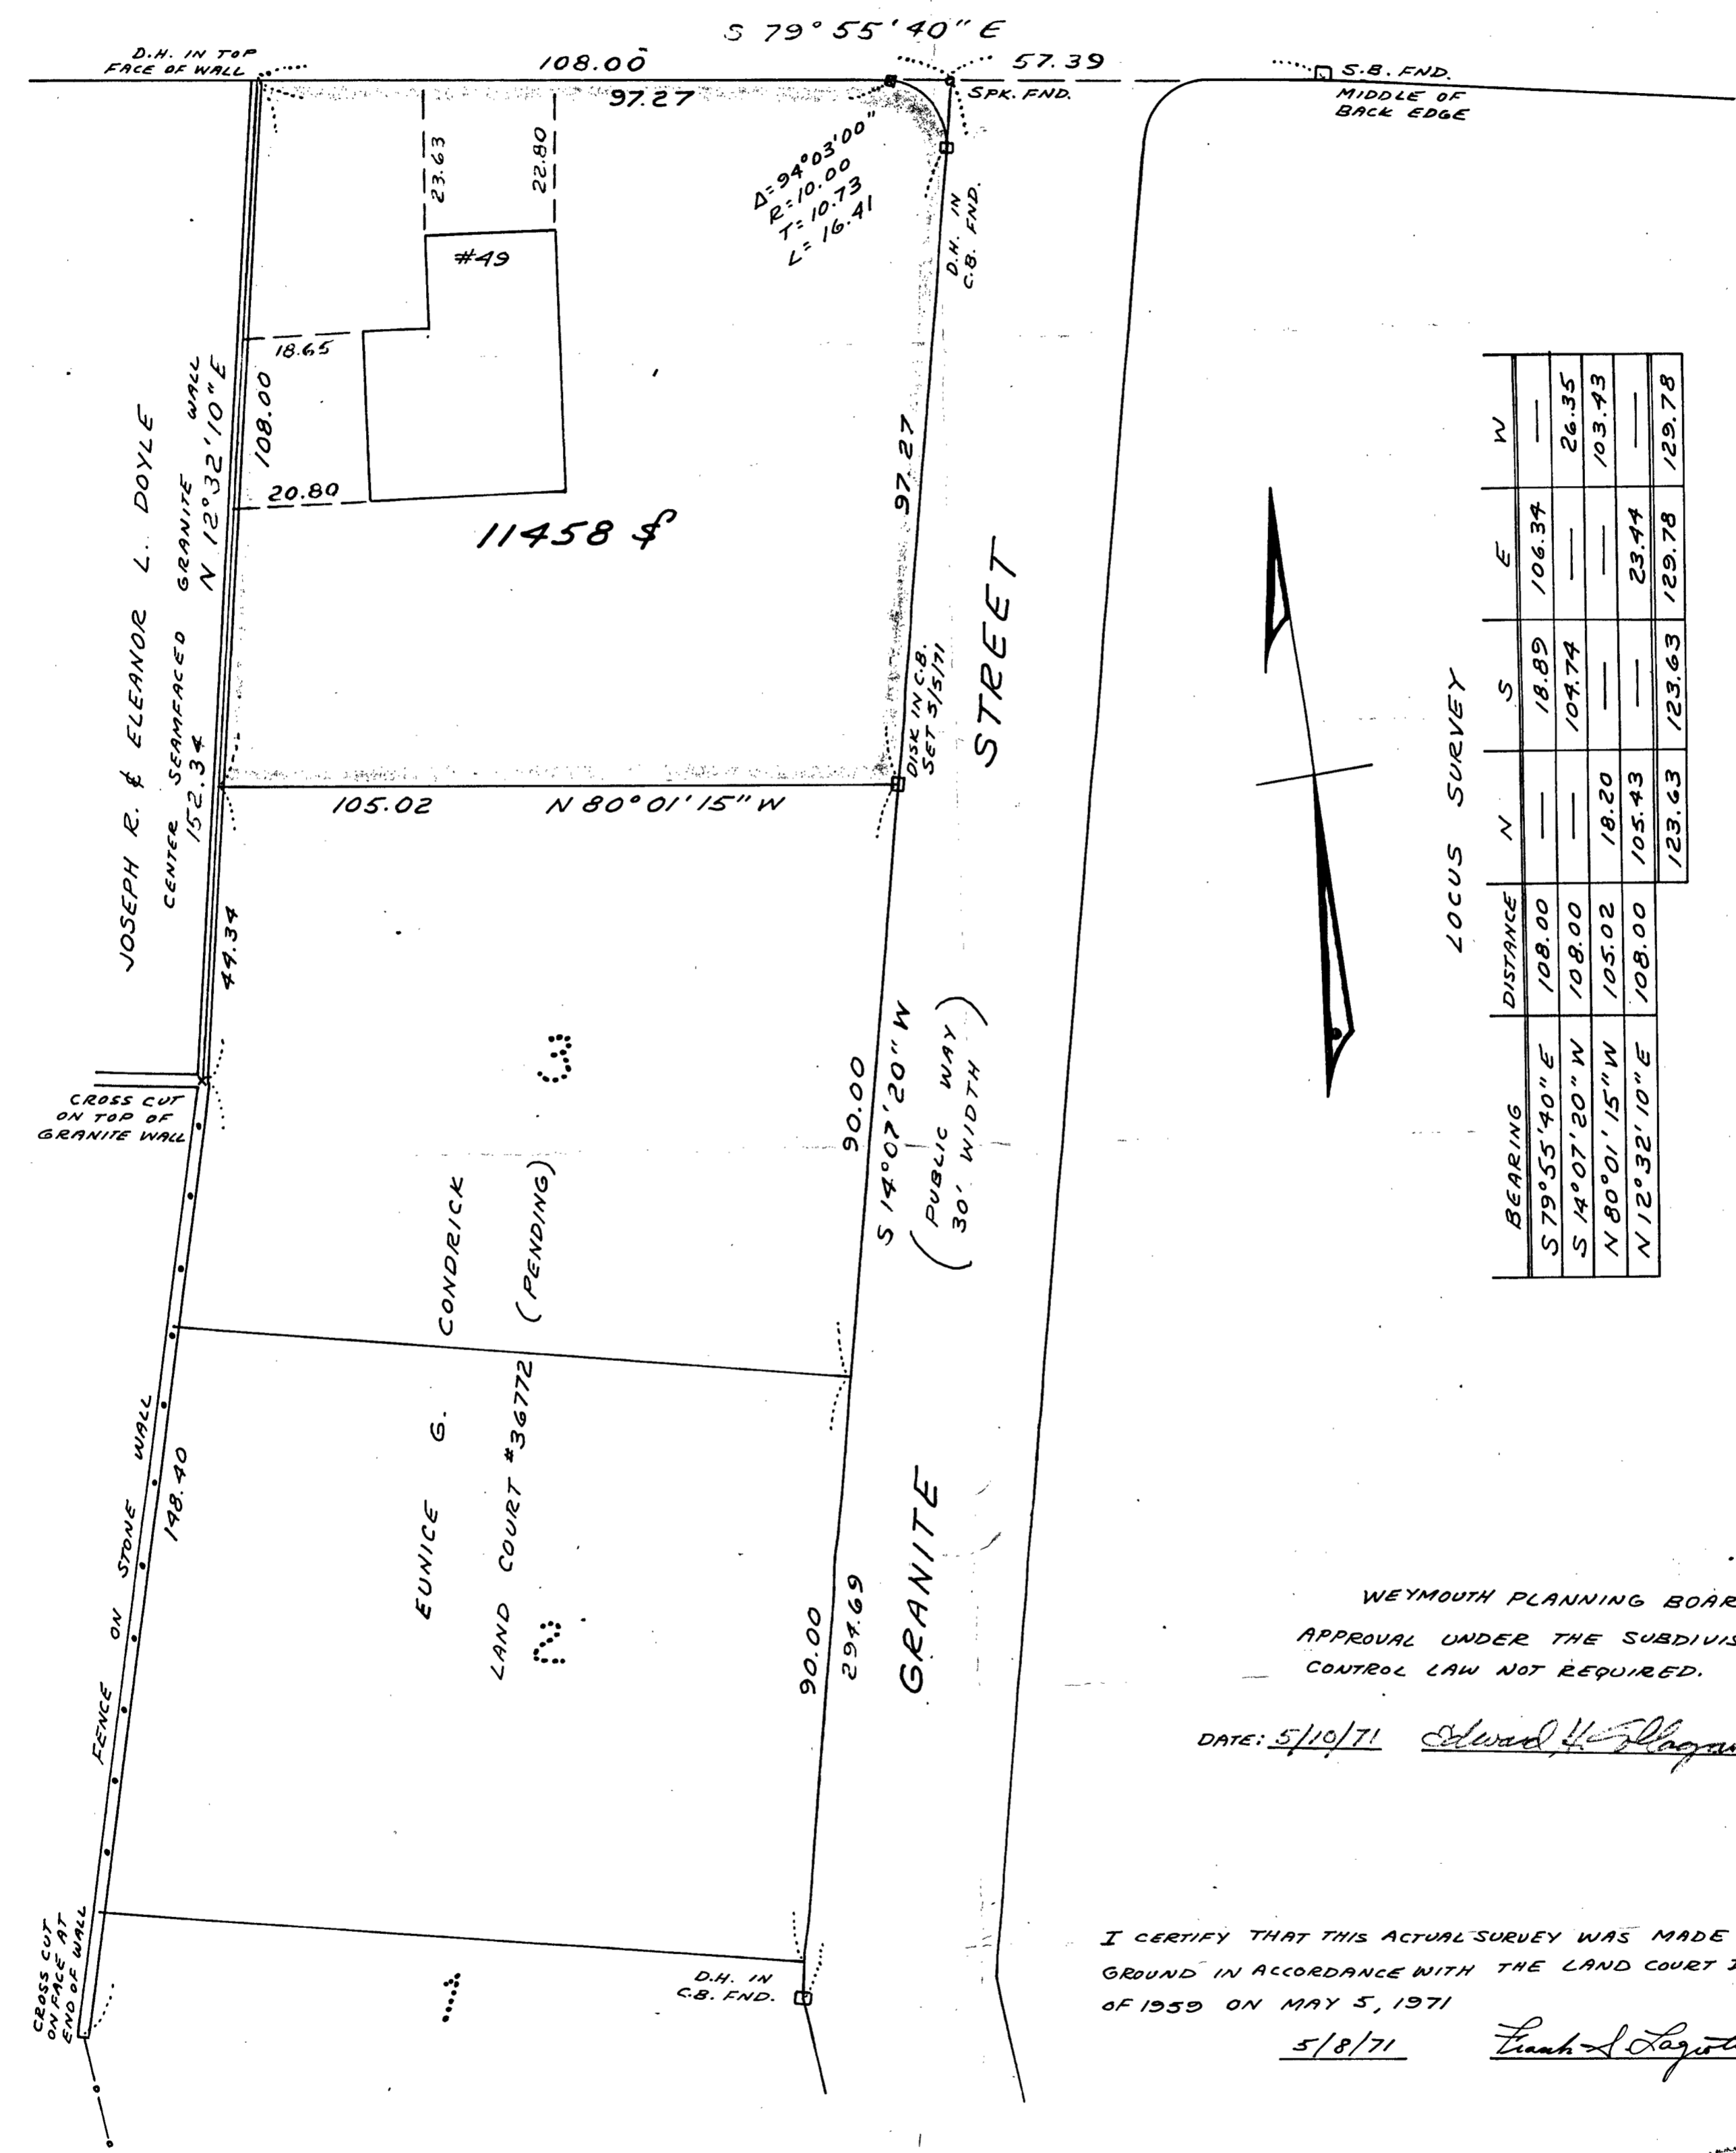 S 79° 55' 40" E
D.H. IN TOP
FACE OF WALL
108.00
57.39
S.B. FND.
MIDDLE OF
BACK EDGE
97.27
SPK. FND.
23.63
22.80
Δ=94°03'00"
R=10.00
T=10.73
L=16.41
D.H. IN
C.B. FND.
#49
18.65
108.00
20.80
11458
97.27
JOSEPH R. & ELEANOR L. DOYLE
CENTER SEAMFACED GRANITE WALL
152.34
N 12°32'10" E
DISK IN C.B.
SET 5/5/71
STREET
105.02
N 80°01'15" W
44.34
CROSS CUT
ON TOP OF
GRANITE WALL
3
90.00
S 14°07'20" W
( PUBLIC WAY )
30'. WIDTH
EUNICE G. CONDRICK
LAND COURT #36772 (PENDING)
2
FENCE ON STONE WALL
148.40
90.00
294.69
GRANITE
CROSS CUT
ON FACE AT
END OF WALL
1
D.H. IN
C.B. FND.
LOCUS SURVEY
BEARING DISTANCE N S E W
S 79°55'40" E 108.00 — 18.89 106.34 —
S 14°07'20" W 108.00 — 104.74 — 26.35
N 80°01'15" W 105.02 18.20 — — 103.43
N 12°32'10" E 108.00 105.43 — 23.44 —
123.63 123.63 129.78 129.78
WEYMOUTH PLANNING BOAR
APPROVAL UNDER THE SUBDIVIS
CONTROL LAW NOT REQUIRED.
DATE: 5/10/71 Edward H.
I CERTIFY THAT THIS ACTUAL SURVEY WAS MADE
GROUND IN ACCORDANCE WITH THE LAND COURT
OF 1959 ON MAY 5, 1971
5/8/71